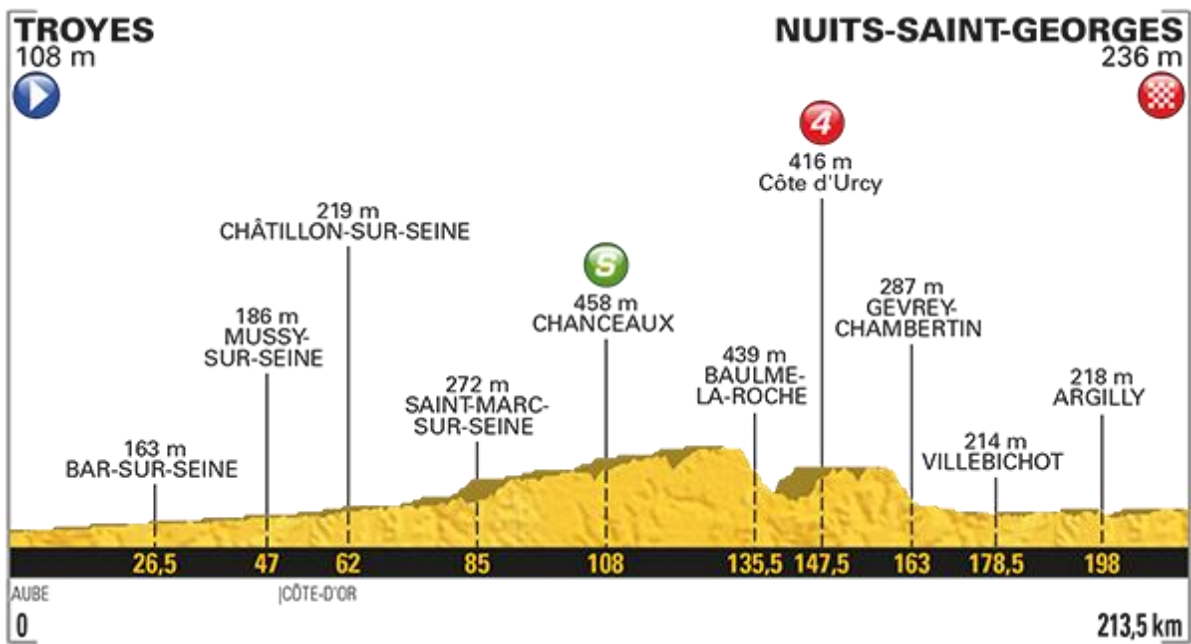 TROYES
108 m
NUITS-SAINT-GEORGES
236 m
4
416 m
Côte d'Urcy
219 m
CHÂTILLON-SUR-SEINE
S
458 m
CHANCEAUX
287 m
GEVREY-
CHAMBERTIN
186 m
MUSSY-
SUR-SEINE
439 m
BAULME-
LA-ROCHE
272 m
SAINT-MARC-
SUR-SEINE
218 m
ARGILLY
163 m
BAR-SUR-SEINE
214 m
VILLEBICHOT
26,5 47 62 85 108 135,5 147,5 163 178,5 198
AUBE |CÔTE-D'OR
0 213,5 km